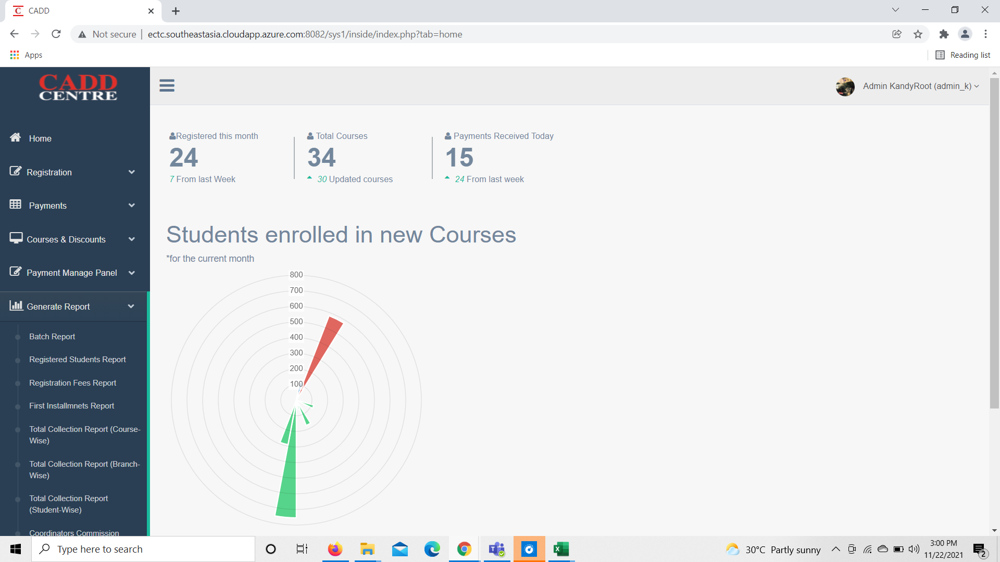 CADD
Not secure ectc.southeastasia.cloudapp.azure.com:8082/sys1/inside/index.php?tab=home
Apps
Reading list
CADD
CENTRE
Admin KandyRoot (admin_k)
Home
Registration
Payments
Courses & Discounts
Payment Manage Panel
Generate Report
Batch Report
Registered Students Report
Registration Fees Report
First Installmnets Report
Total Collection Report (Course-
Wise)
Total Collection Report (Branch-
Wise)
Total Collection Report
(Student-Wise)
Coordinators Commission
Registered this month
24
7 From last Week
Total Courses
34
30 Updated courses
Payments Received Today
15
24 From last week
Students enrolled in new Courses
*for the current month
800
700
600
500
400
300
200
100
Type here to search
30°C Partly sunny
3:00 PM
11/22/2021
2